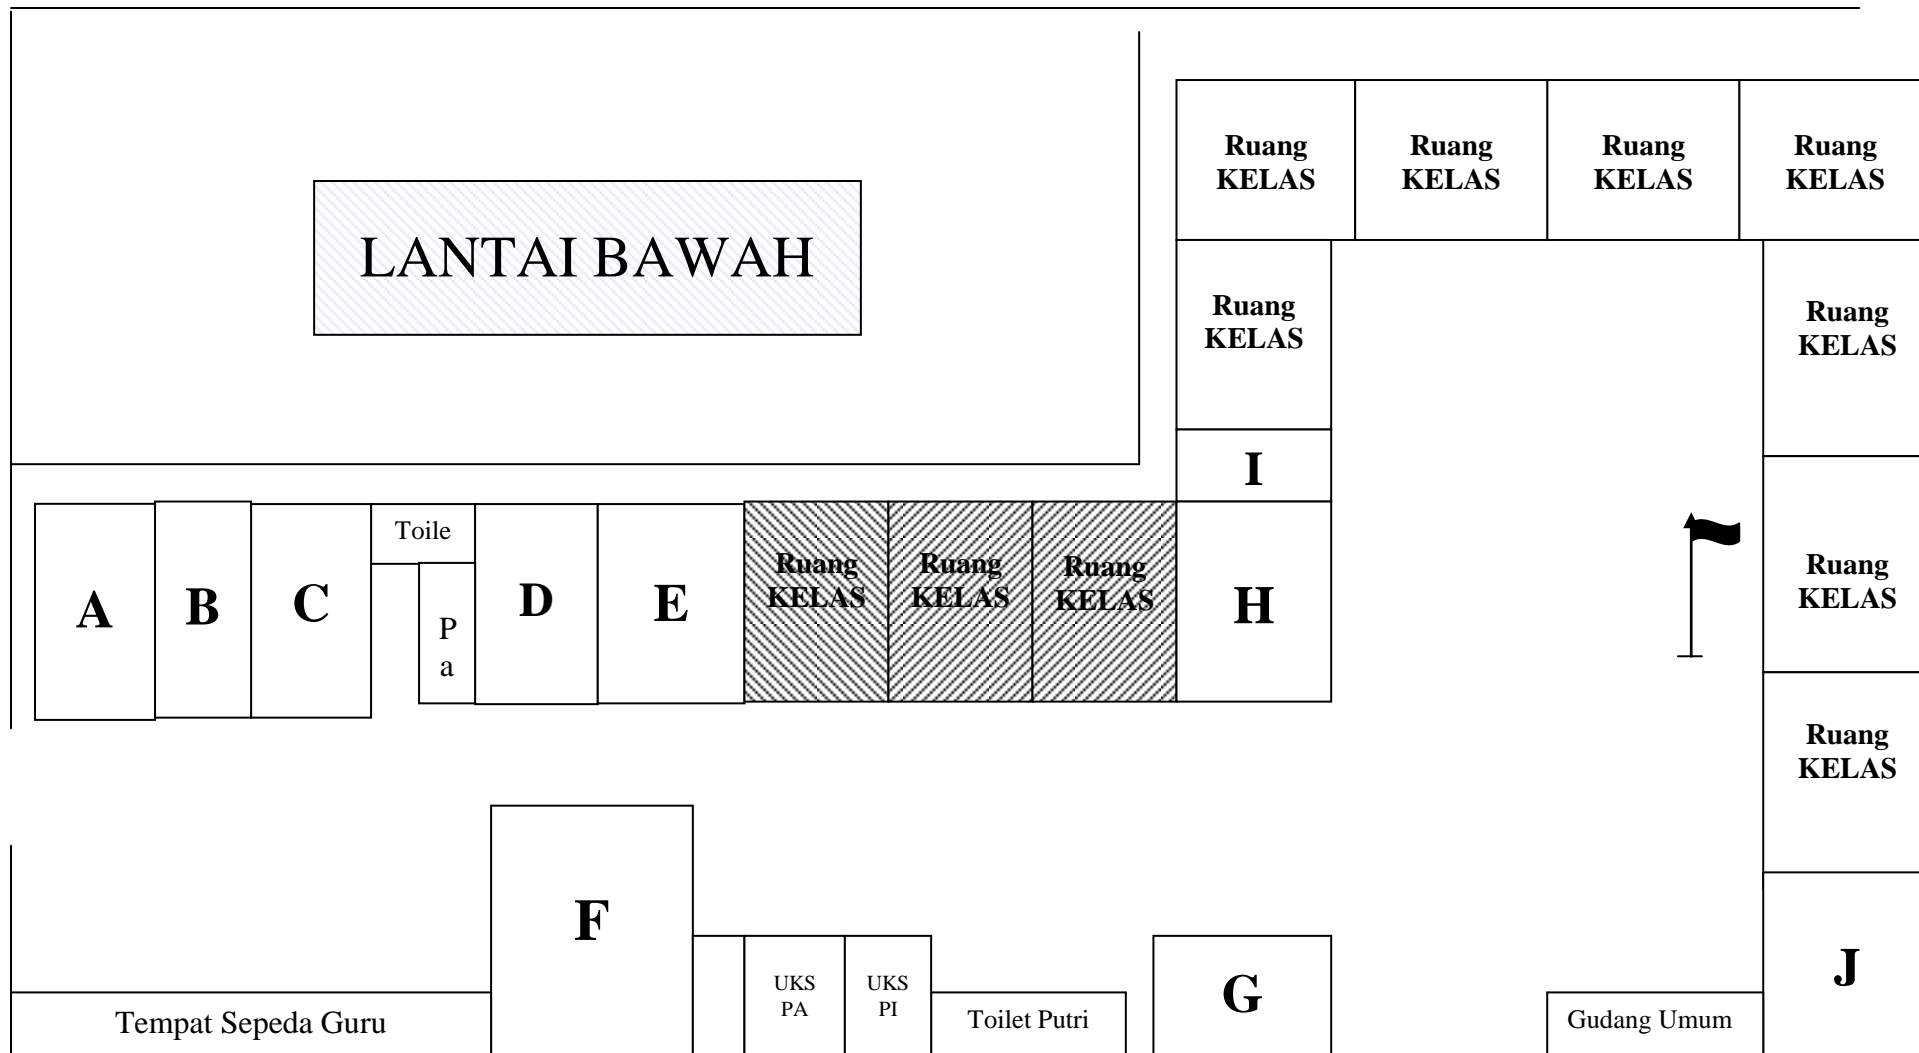 Ruang
KELAS
Ruang
KELAS
Ruang
KELAS
Ruang
KELAS
LANTAI BAWAH
Ruang
KELAS
Ruang
KELAS
I
A
B
C
Toile
P
a
D
E
Ruang
KELAS
Ruang
KELAS
Ruang
KELAS
H
Ruang
KELAS
Ruang
KELAS
F
UKS
PA
UKS
PI
Toilet Putri
G
Gudang Umum
J
Tempat Sepeda Guru